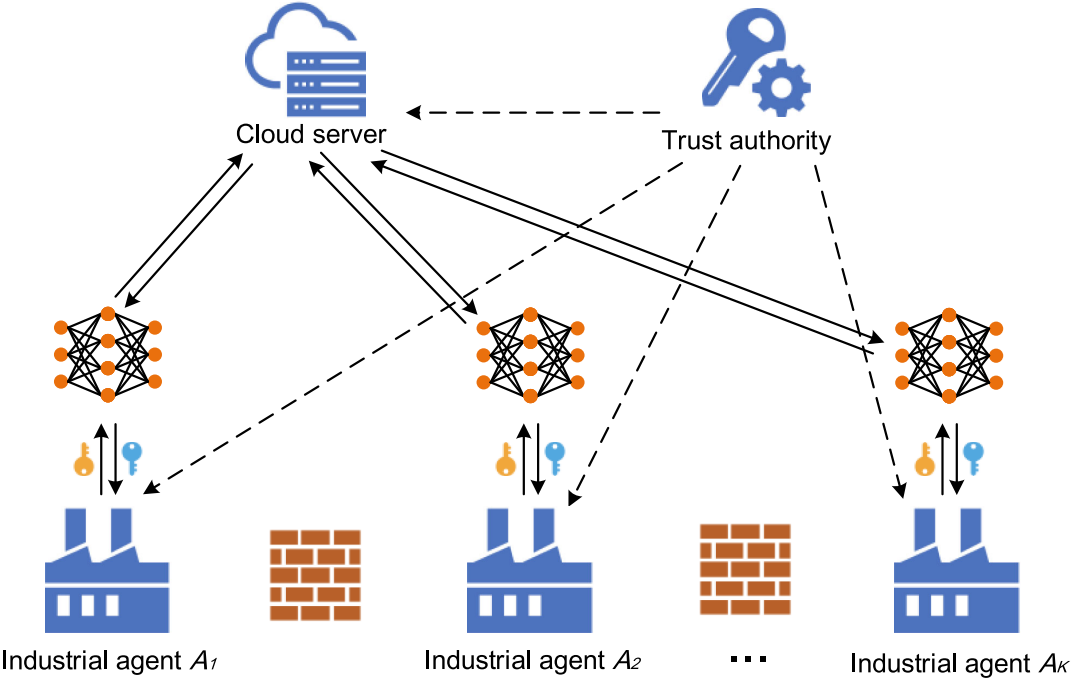 Cloud server
Trust authority
Industrial agent A1
Industrial agent A2
...
Industrial agent AK